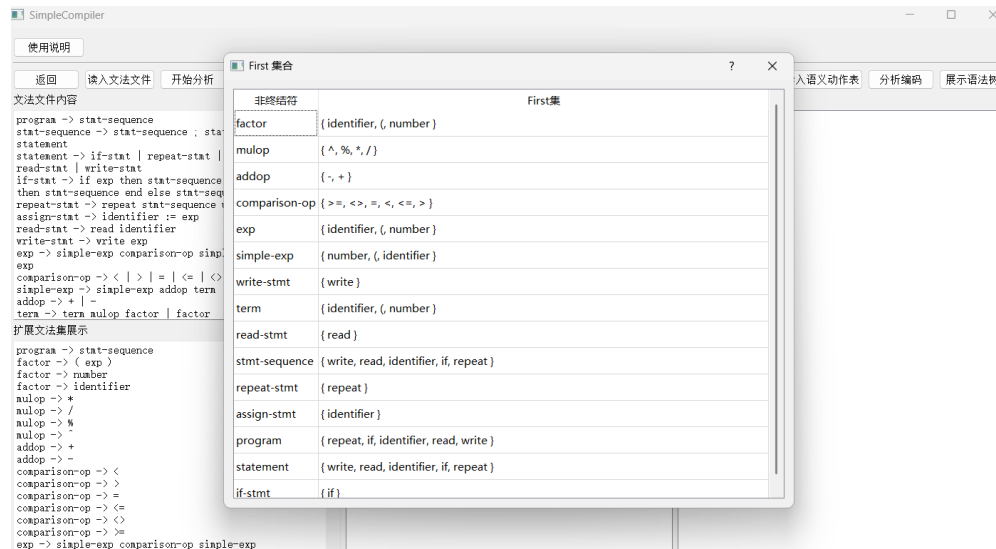 SimpleCompiler
使用说明
返回 读入文法文件 开始分析
入语义动作表 分析编码 展示语法树
文法文件内容
program -> stmt-sequence
stmt-sequence -> stmt-sequence ;
statement
statement -> if-stmt | repeat-stmt |
read-stmt | write-stmt
if-stmt -> if exp then stmt-sequence
then stmt-sequence end else
repeat-stmt -> repeat stmt-sequence
assign-stmt -> identifier := exp
read-stmt -> read identifier
write-stmt -> write exp
exp -> simple-exp comparison-op
exp
comparison-op -> < | > | = | <= | <>
simple-exp -> simple-exp addop term
addop -> + | -
term -> term mulop factor | factor
扩展文法集展示
program -> stmt-sequence
factor -> ( exp )
factor -> number
factor -> identifier
mulop -> *
mulop -> /
mulop -> %
mulop -> ^
addop -> +
addop -> -
comparison-op -> <
comparison-op -> >
comparison-op -> =
comparison-op -> <=
comparison-op -> <>
comparison-op -> >=
exp -> simple-exp comparison-op simple-exp
First 集合
非终结符 First集
factor { identifier, (, number }
mulop { ^, %, *, / }
addop { -, + }
comparison-op { >=, <>, =, <, <=, > }
exp { identifier, (, number }
simple-exp { number, (, identifier }
write-stmt { write }
term { identifier, (, number }
read-stmt { read }
stmt-sequence { write, read, identifier, if, repeat }
repeat-stmt { repeat }
assign-stmt { identifier }
program { repeat, if, identifier, read, write }
statement { write, read, identifier, if, repeat }
if-stmt { if }